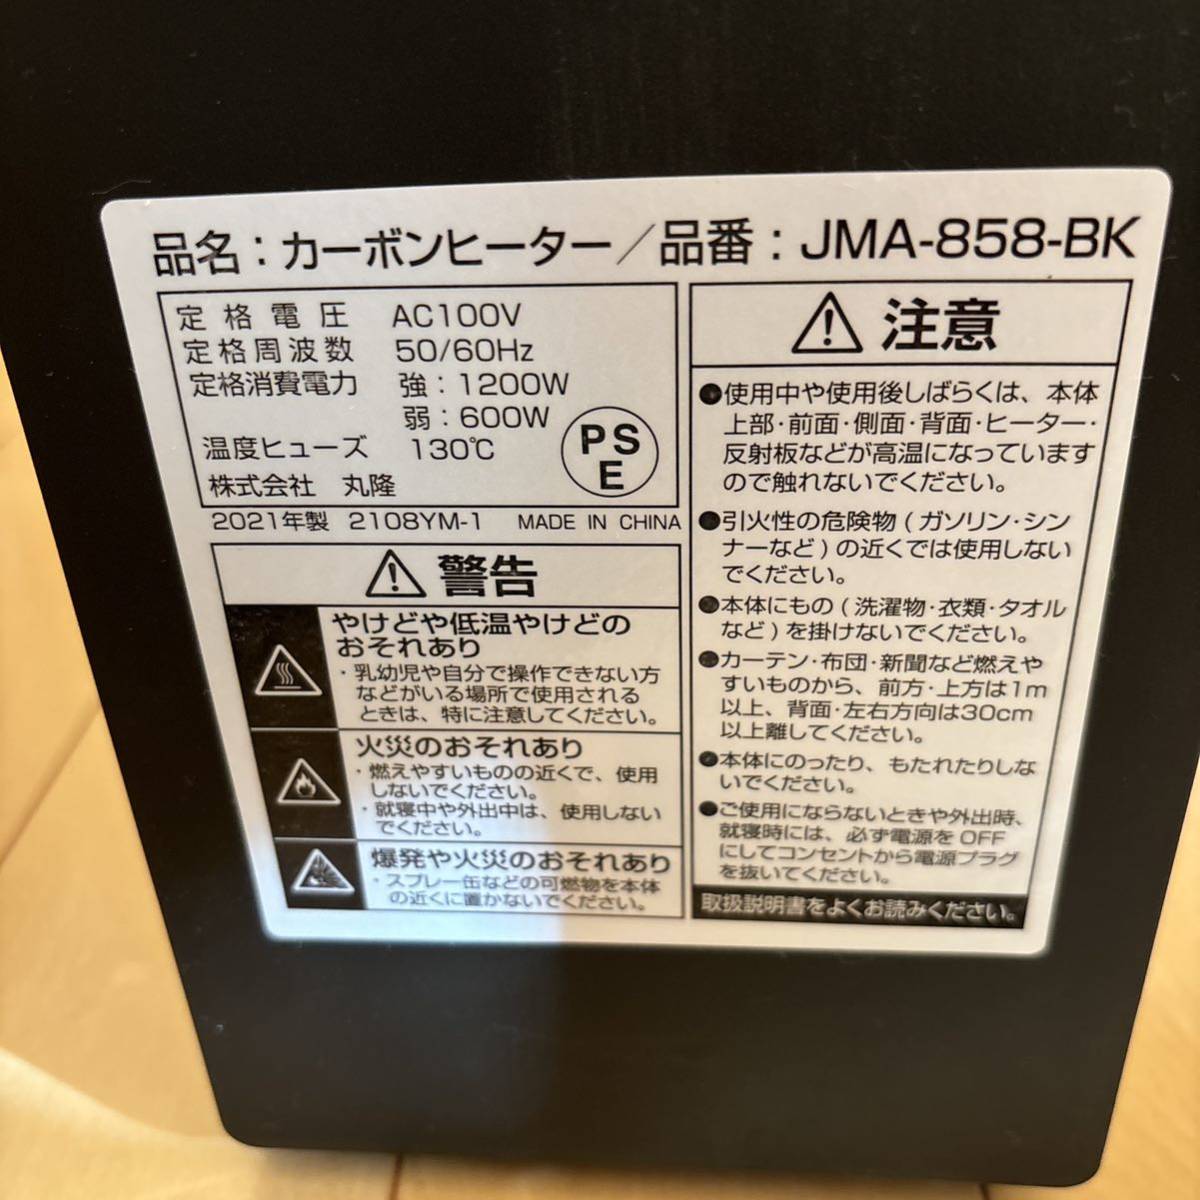 品名：カーボンヒーター／品番：JMA-858-BK
定格電圧 AC100V
定格周波数 50/60Hz
定格消費電力 強：1200W
弱：600W
温度ヒューズ 130℃
株式会社 丸隆
PS
E
2021年製 2108YM-1 MADE IN CHINA
警告
やけどや低温やけどの
おそれあり
・乳幼児や自分で操作できない方
などがいる場所で使用される
ときは、特に注意してください。
火災のおそれあり
・燃えやすいものの近くで、使用
しないでください。
・就寝中や外出中は、使用しない
でください。
爆発や火災のおそれあり
・スプレー缶などの可燃物を本体
の近くに置かないでください。
注意
●使用中や使用後しばらくは、本体
上部・前面・側面・背面・ヒーター・
反射板などが高温になっています
ので触れないでください。
●引火性の危険物(ガソリン・シン
ナーなど)の近くでは使用しない
でください。
●本体にもの(洗濯物・衣類・タオル
など)を掛けないでください。
●カーテン・布団・新聞など燃えや
すいものから、前方・上方は1m
以上、背面・左右方向は30cm
以上離してください。
●本体にのったり、もたれたりしな
いでください。
●ご使用にならないときや外出時、
就寝時には、必ず電源をOFF
にしてコンセントから電源プラグ
を抜いてください。
取扱説明書をよくお読みください。